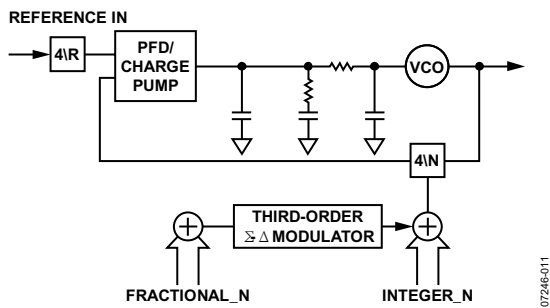 REFERENCE IN
4\R
PFD/
CHARGE
PUMP
VCO
4\N
THIRD-ORDER
Σ-Δ MODULATOR
FRACTIONAL_N
INTEGER_N
07246-011